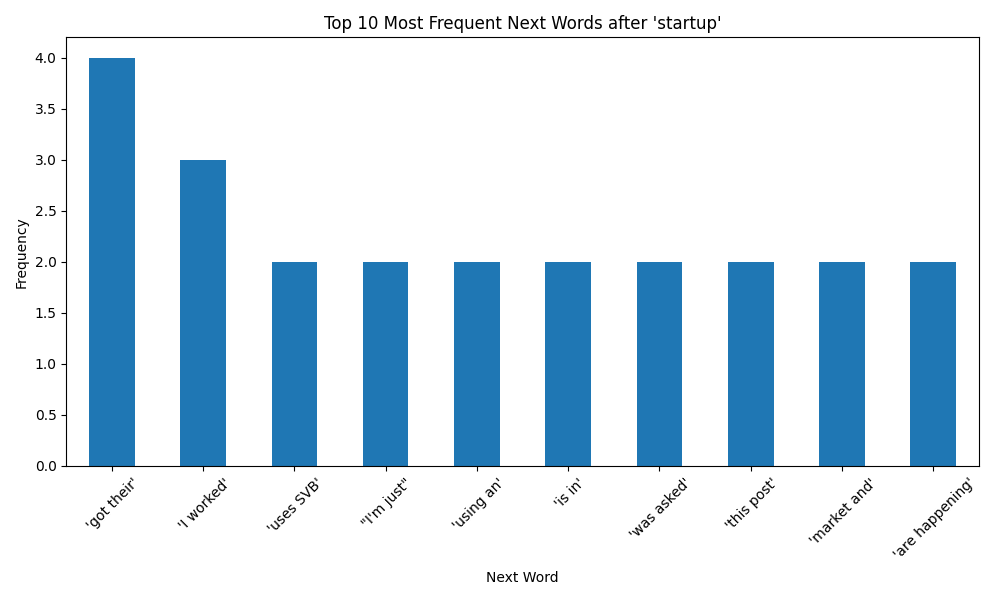 Top 10 Most Frequent Next Words after 'startup'
Frequency
4.0
3.5
3.0
2.5
2.0
1.5
1.0
0.5
0.0
'got their'
'I worked'
'uses SVB'
"I'm just"
'using an'
'is in'
'was asked'
'this post'
'market and'
'are happening'
Next Word